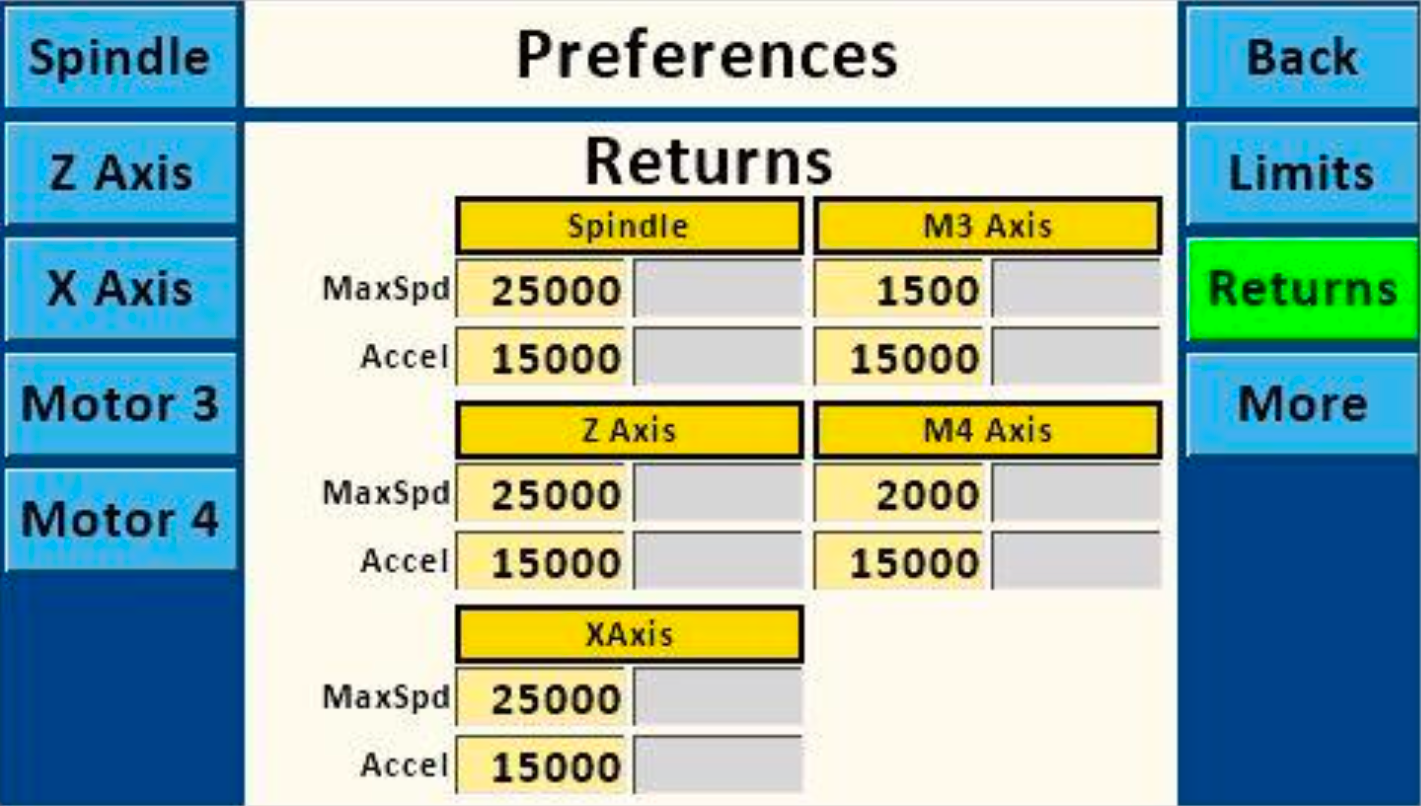 Spindle
Preferences
Back
Z Axis
Returns
Limits
Spindle M3 Axis
X Axis
MaxSpd 25000 1500
Returns
Accel 15000 15000
Motor 3
More
Z Axis M4 Axis
MaxSpd 25000 2000
Motor 4
Accel 15000 15000
XAxis
MaxSpd 25000
Accel 15000